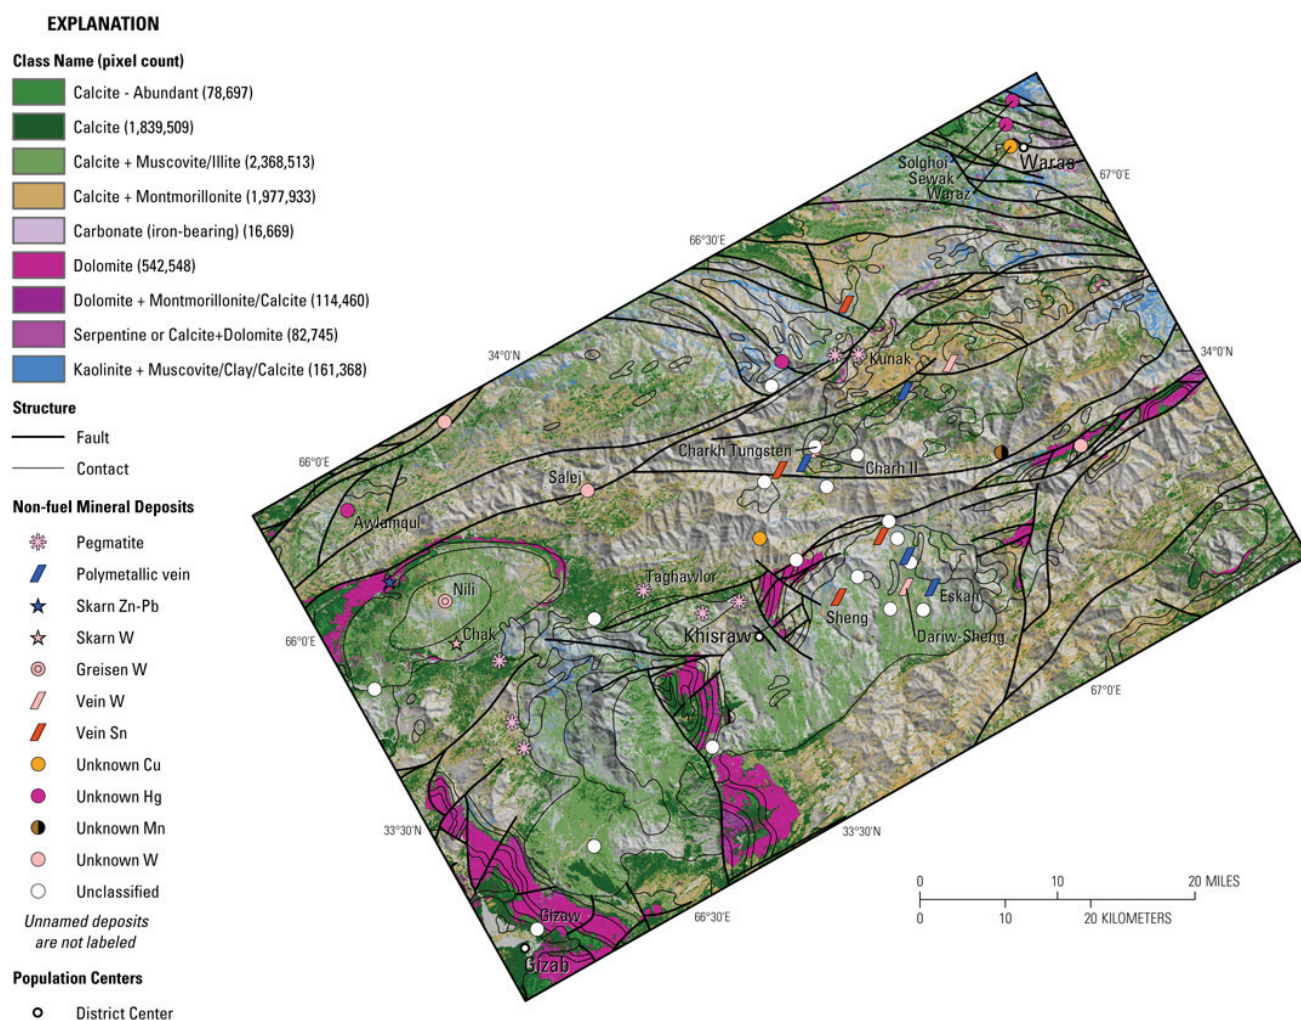 EXPLANATION
Class Name (pixel count)
Calcite - Abundant (78,697)
Calcite (1,839,509)
Calcite + Muscovite/Illite (2,368,513)
Calcite + Montmorillonite (1,977,933)
Carbonate (iron-bearing) (16,669)
Dolomite (542,548)
Dolomite + Montmorillonite/Calcite (114,460)
Serpentine or Calcite+Dolomite (82,745)
Kaolinite + Muscovite/Clay/Calcite (161,368)
Structure
Fault
Contact
Non-fuel Mineral Deposits
Pegmatite
Polymetallic vein
Skarn Zn-Pb
Skarn W
Greisen W
Vein W
Vein Sn
Unknown Cu
Unknown Hg
Unknown Mn
Unknown W
Unclassified
Unnamed deposits
are not labeled
Population Centers
District Center
Solghoi
Sewak
Waraz
Waras
67°0'E
66°30'E
34°0'N
Kunak
34°0'N
66°0'E
Charkh Tungsten
Charh II
Salej
Awlamqul
Taghawlor
Nili
Chak
66°0'E
Sheng
Eskan
Khisraw
Dariw-Sheng
67°0'E
33°30'N
33°30'N
66°30'E
Gizaw
Gizab
0 10 20 MILES
0 10 20 KILOMETERS